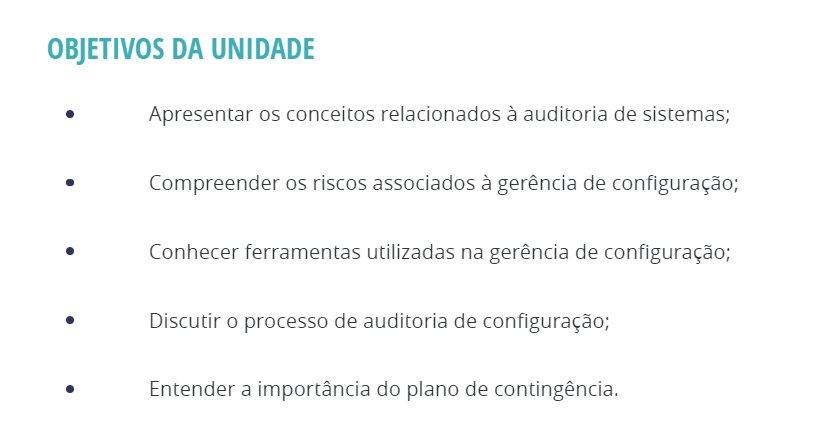 OBJETIVOS DA UNIDADE
Apresentar os conceitos relacionados à auditoria de sistemas;
Compreender os riscos associados à gerência de configuração;
Conhecer ferramentas utilizadas na gerência de configuração;
Discutir o processo de auditoria de configuração;
Entender a importância do plano de contingência.